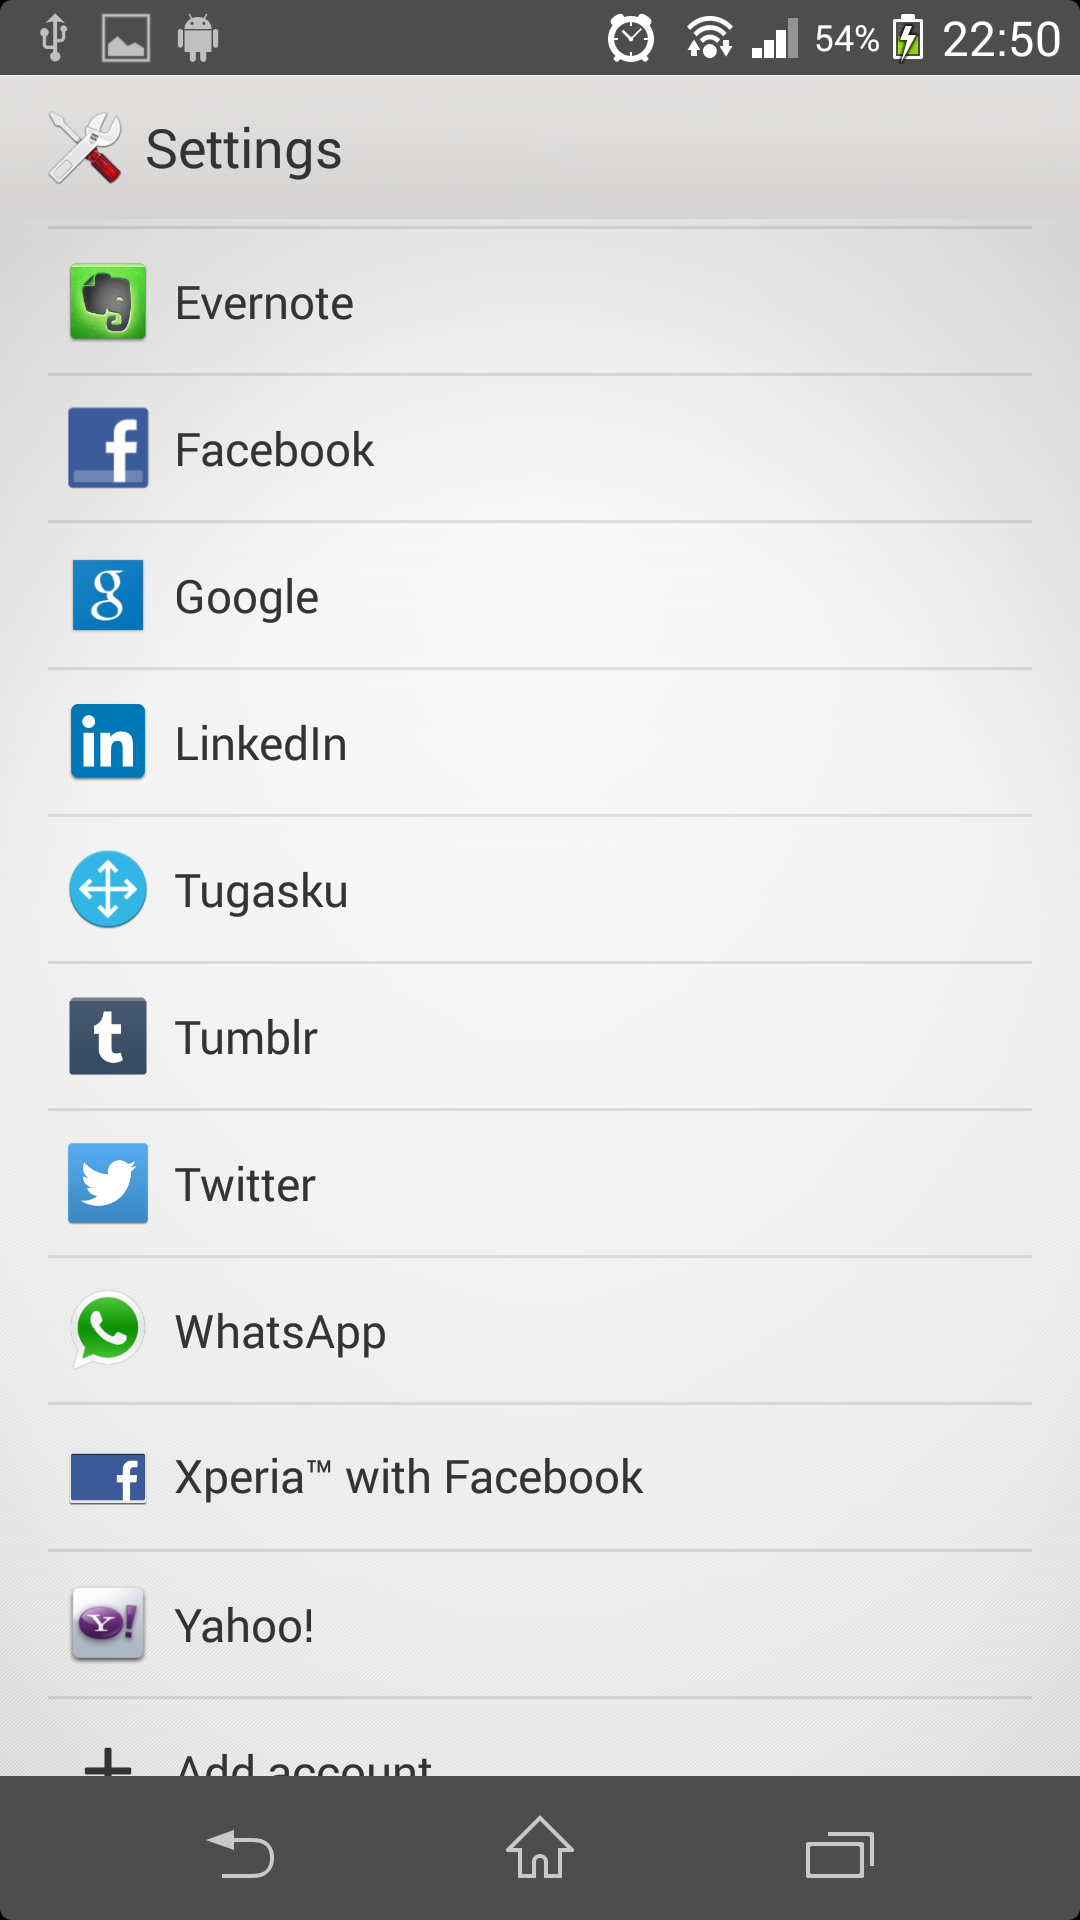 54% 22:50
Settings
Evernote
Facebook
Google
LinkedIn
Tugasku
Tumblr
Twitter
WhatsApp
Xperia™ with Facebook
Yahoo!
Add account